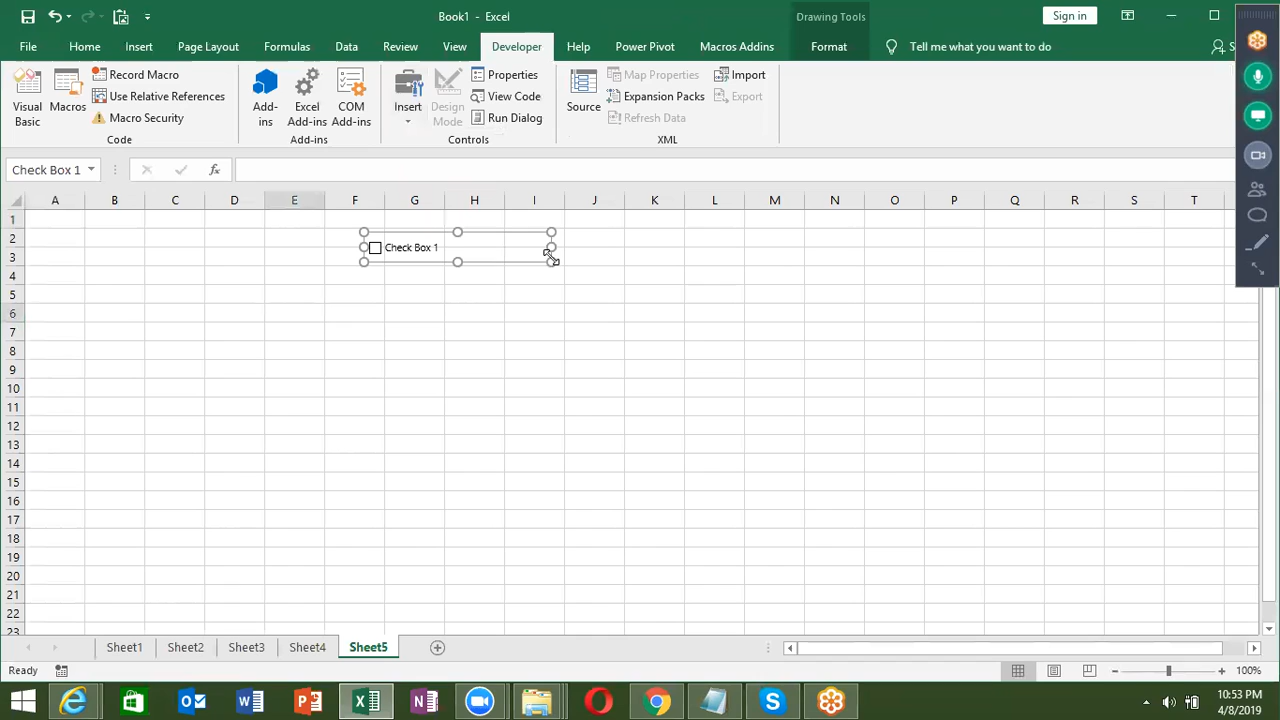 Book1 - Excel
Drawing Tools
Sign in
File Home Insert Page Layout Formulas Data Review View Developer Help Power Pivot Macros Addins Format Tell me what you want to do S
Visual Basic
Macros
Record Macro
Use Relative References
Macro Security
Code
Add-ins
Excel Add-ins
COM Add-ins
Add-ins
Insert
Design Mode
Properties
View Code
Run Dialog
Controls
Source
Map Properties
Expansion Packs
Refresh Data
Import
Export
XML
Check Box 1
fx
A B C D E F G H I J K L M N O P Q R S T
1
2
3
4
5
6
7
8
9
10
11
12
13
14
15
16
17
18
19
20
21
22
23
Check Box 1
Sheet1 Sheet2 Sheet3 Sheet4 Sheet5
Ready
100%
10:53 PM
4/8/2019